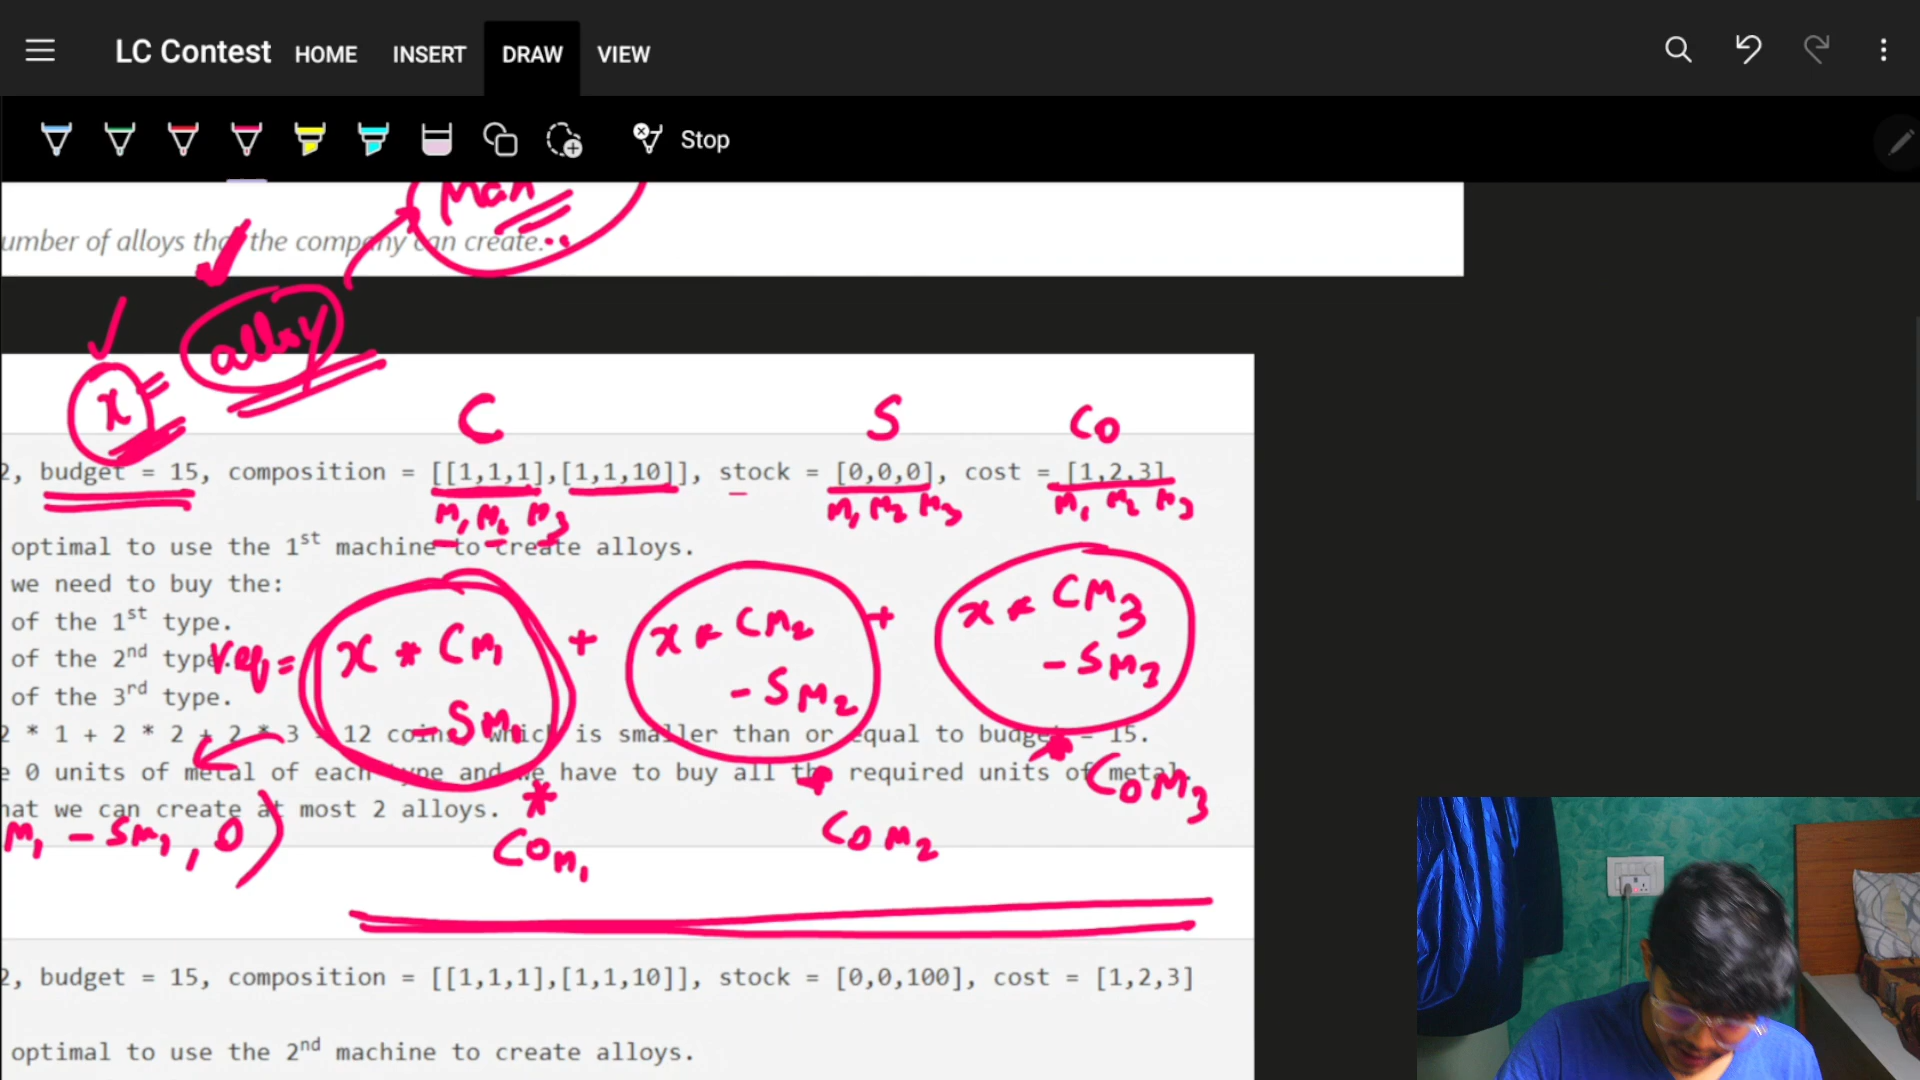 LC Contest HOME INSERT DRAW VIEW
Stop
Max
umber of alloys that the company can create.
alloy
x
C S Co
2, budget = 15, composition = [[1,1,1],[1,1,10]], stock = [0,0,0], cost = [1,2,3]
M1 M2 M3 M1 M2 M3 M1 M2 M3
optimal to use the 1st machine to create alloys.
we need to buy the:
of the 1st type.
of the 2nd type.
of the 3rd type.
req = x * CM1 - SM1 + x * CM2 - SM2 + x * CM3 - SM3
2 * 1 + 2 * 2 + 2 * 3 = 12 coins, which is smaller than or equal to budget = 15.
e 0 units of metal of each type and we have to buy all the required units of metal.
hat we can create at most 2 alloys.
M1 - SM1, 0)
* COM1 * COM2 * COM3
2, budget = 15, composition = [[1,1,1],[1,1,10]], stock = [0,0,100], cost = [1,2,3]
optimal to use the 2nd machine to create alloys.